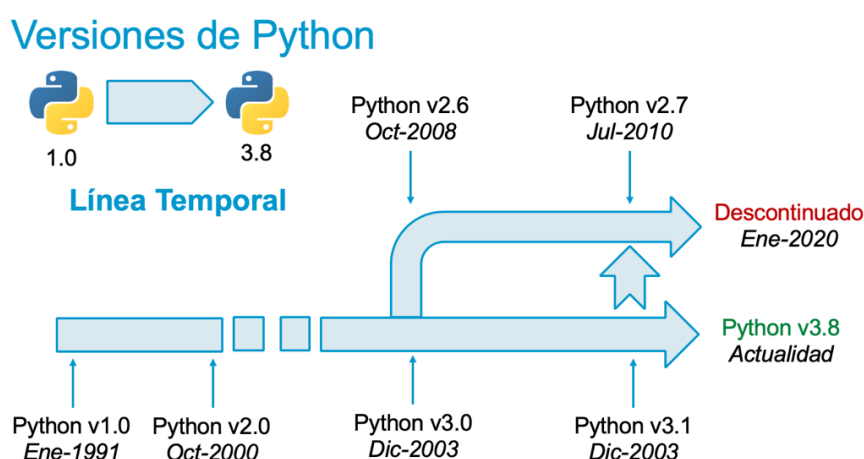 Versiones de Python
1.0
3.8
Línea Temporal
Python v2.6
Oct-2008
Python v2.7
Jul-2010
Descontinuado
Ene-2020
Python v3.8
Actualidad
Python v1.0
Ene-1991
Python v2.0
Oct-2000
Python v3.0
Dic-2003
Python v3.1
Dic-2003